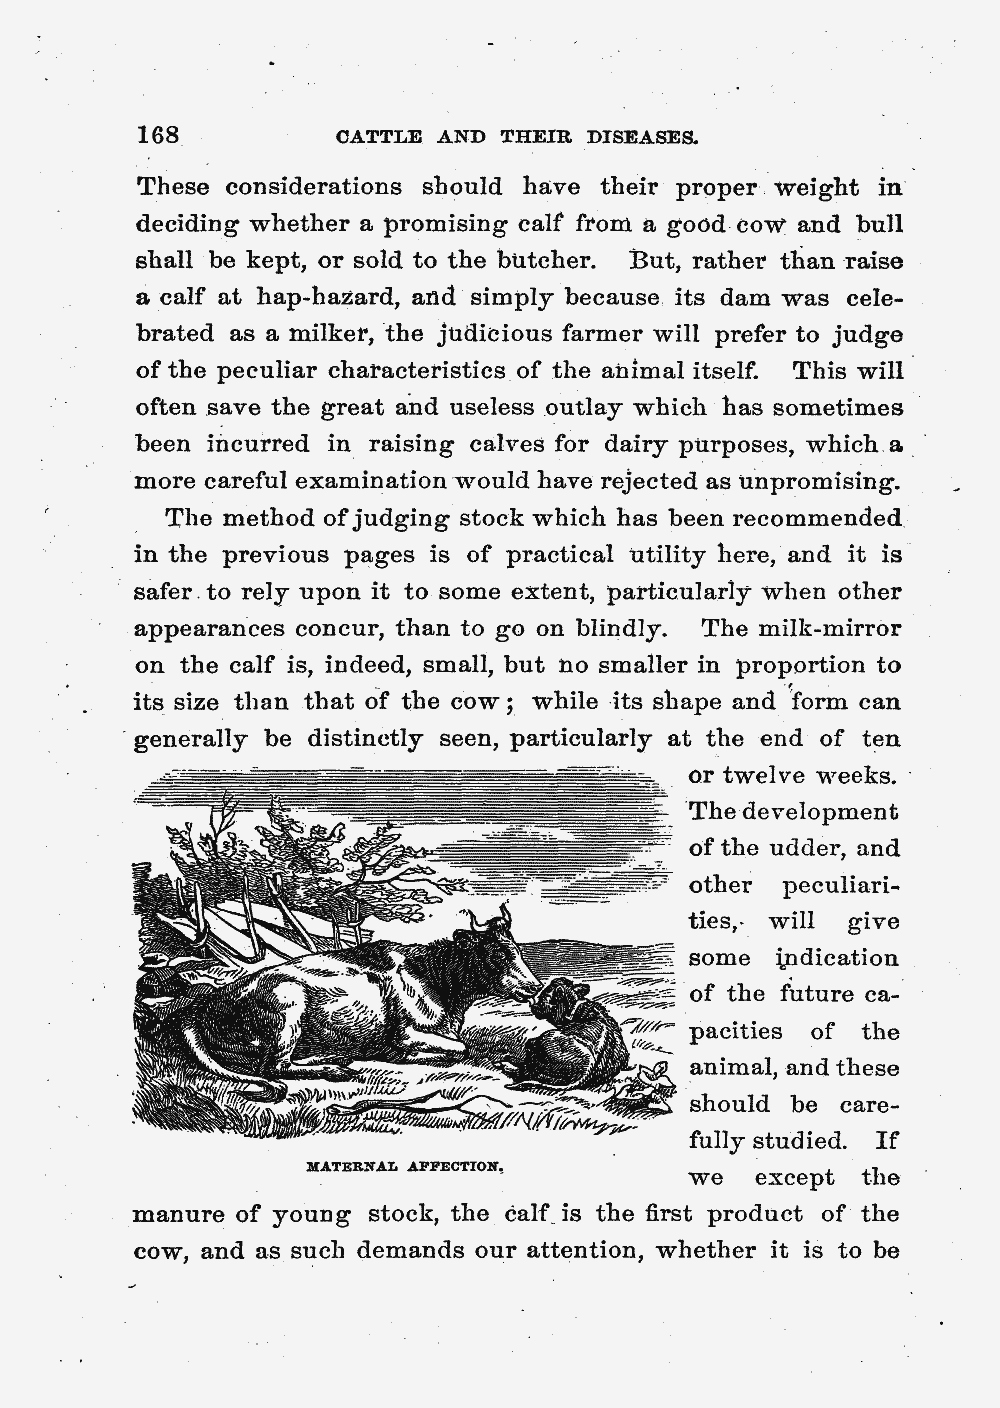 168 CATTLE AND THEIR DISEASES.
These considerations should have their proper weight in
deciding whether a promising calf from a good cow and bull
shall be kept, or sold to the butcher. But, rather than raise
a calf at hap-hazard, and simply because its dam was cele-
brated as a milker, the judicious farmer will prefer to judge
of the peculiar characteristics of the animal itself. This will
often save the great and useless outlay which has sometimes
been incurred in raising calves for dairy purposes, which a
more careful examination would have rejected as unpromising.
The method of judging stock which has been recommended
in the previous pages is of practical utility here, and it is
safer to rely upon it to some extent, particularly when other
appearances concur, than to go on blindly. The milk-mirror
on the calf is, indeed, small, but no smaller in proportion to
its size than that of the cow; while its shape and form can
generally be distinctly seen, particularly at the end of ten
or twelve weeks.
The development
of the udder, and
other peculiari-
ties, will give
some indication
of the future ca-
pacities of the
animal, and these
should be care-
fully studied. If
we except the
MATERNAL AFFECTION.
manure of young stock, the calf is the first product of the
cow, and as such demands our attention, whether it is to be